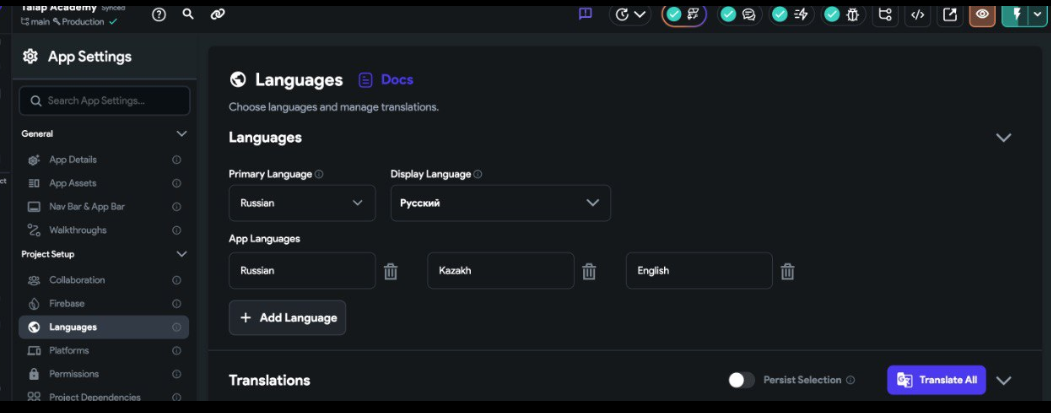 Talap Academy Synced
main Production
App Settings
Search App Settings...
General
App Details
App Assets
Nav Bar & App Bar
Walkthroughs
Project Setup
Collaboration
Firebase
Languages
Platforms
Permissions
Project Dependencies
ct
Languages Docs
Choose languages and manage translations.
Languages
Primary Language Display Language
Russian Русский
App Languages
Russian Kazakh English
+ Add Language
Translations Persist Selection Translate All